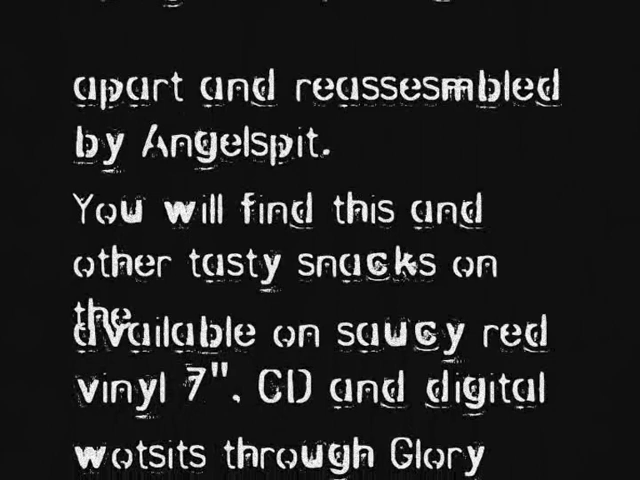 apart and reassesmbled
by Angelspit.
You will find this and
other tasty snacks on
the
available on saucy red
vinyl 7", CD and digital
wotsits through Glory